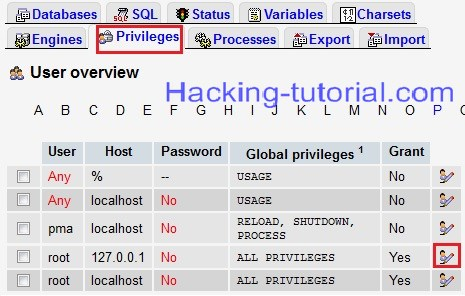 Databases SQL Status Variables Charsets
Engines Privileges Processes Export Import
User overview
Hacking-tutorial.com
A B C D E F G H I J K L M N O P
User Host Password Global privileges 1 Grant
Any % -- USAGE No
Any localhost No USAGE No
pma localhost No RELOAD, SHUTDOWN,
PROCESS No
root 127.0.0.1 No ALL PRIVILEGES Yes
root localhost No ALL PRIVILEGES Yes